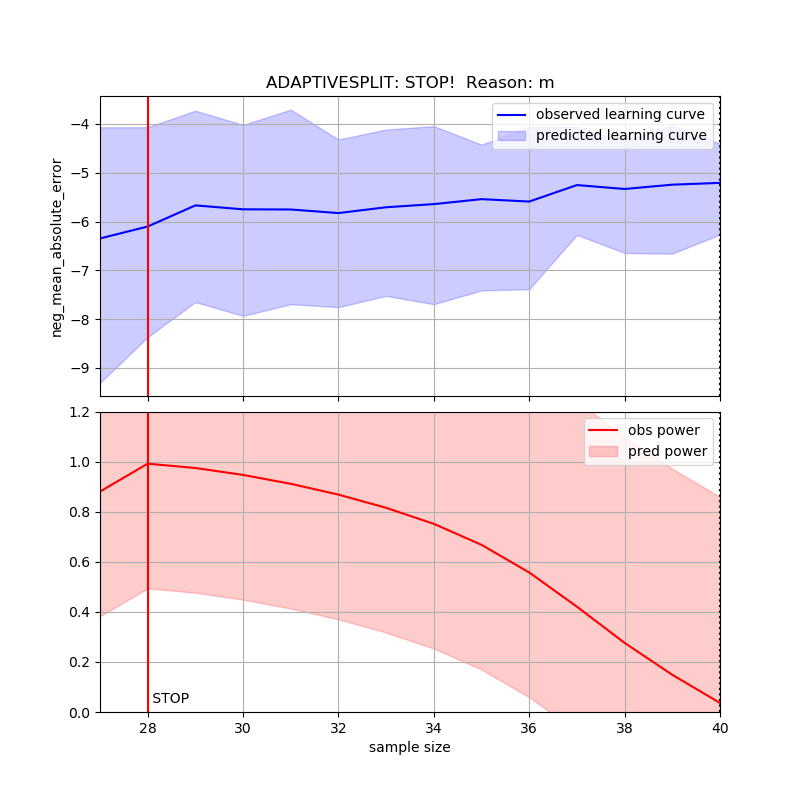 ADAPTIVESPLIT: STOP!  Reason: m
observed learning curve
predicted learning curve
neg_mean_absolute_error
−4
−5
−6
−7
−8
−9
obs power
pred power
1.2
1.0
0.8
0.6
0.4
0.2
0.0
STOP
28 30 32 34 36 38 40
sample size